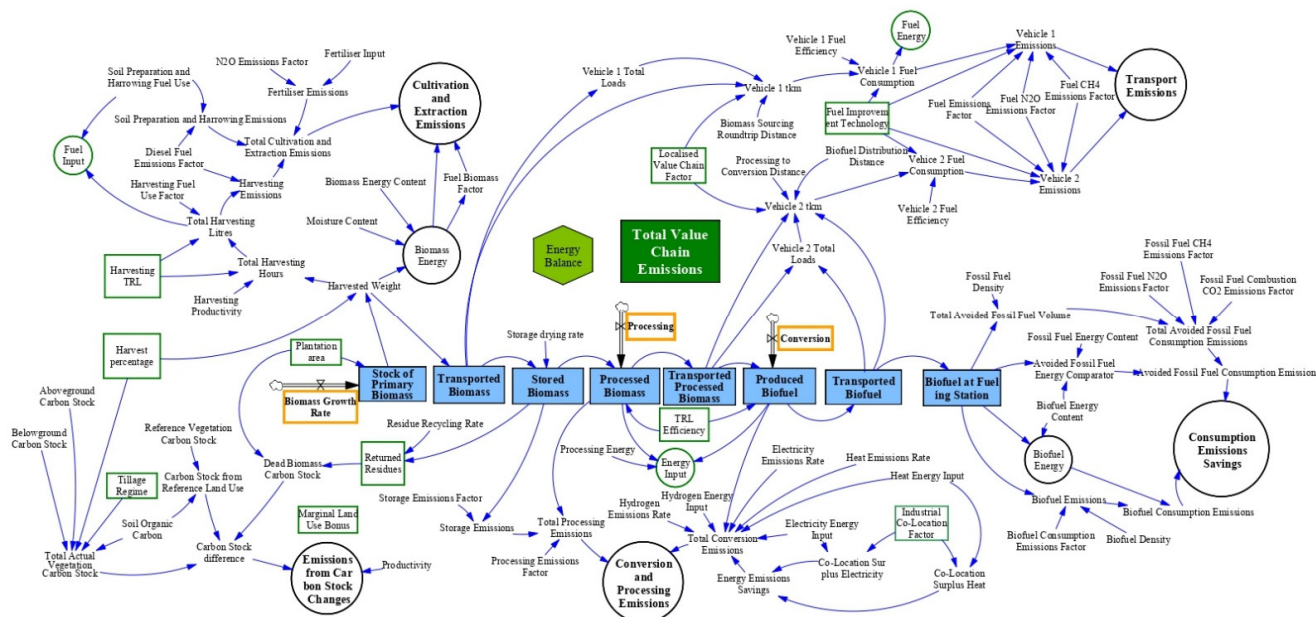 Soil Preparation and
Harrowing Fuel Use
N2O Emissions Factor
Fertiliser Input
Fertiliser Emissions
Soil Preparation and Harrowing Emissions
Fuel
Input
Total Cultivation and
Extraction Emissions
Diesel Fuel
Emissions Factor
Harvesting Fuel
Use Factor
Harvesting
Emissions
Total Harvesting
Litres
Harvesting
TRL
Total Harvesting
Hours
Harvesting
Productivity
Harvested Weight
Cultivation
and
Extraction
Emissions
Biomass Energy Content
Fuel Biomass
Factor
Moisture Content
Biomass
Energy
Vehicle 1 Total
Loads
Vehicle 1 tkm
Biomass Sourcing
Roundtrip Distance
Localised
Value Chain
Factor
Processing to
Conversion Distance
Biofuel Distribution
Distance
Vehicle 2 tkm
Vehicle 2 Total
Loads
Vehicle 1 Fuel
Efficiency
Fuel
Energy
Vehicle 1 Fuel
Consumption
Fuel Improvem
ent Technology
Vehice 2 Fuel
Consumption
Vehicle 2 Fuel
Efficiency
Vehicle 1
Emissions
Fuel Emissions
Factor
Fuel N2O
Emissions Factor
Fuel CH4
Emissions Factor
Vehicle 2
Emissions
Transport
Emissions
Energy
Balance
Total Value
Chain
Emissions
Harvest
percentage
Plantation
area
Biomass Growth
Rate
Stock of
Primary
Biomass
Transported
Biomass
Storage drying rate
Stored
Biomass
Processing
Processed
Biomass
Transported
Processed
Biomass
Conversion
Produced
Biofuel
Transported
Biofuel
Biofuel at Fuel
ing Station
TRL
Efficiency
Aboveground
Carbon Stock
Belowground
Carbon Stock
Reference Vegetation
Carbon Stock
Tillage
Regime
Carbon Stock from
Reference Land Use
Soil Organic
Carbon
Total Actual
Vegetation
Carbon Stock
Carbon Stock
difference
Dead Biomass
Carbon Stock
Residue Recycling Rate
Returned
Residues
Marginal Land
Use Bonus
Emissions
from Car
bon Stock
Changes
Productivity
Storage Emissions Factor
Storage Emissions
Processing Energy
Energy
Input
Total Processing
Emissions
Processing Emissions
Factor
Conversion
and
Processing
Emissions
Hydrogen
Emissions Rate
Hydrogen Energy
Input
Electricity
Emissions Rate
Heat Emissions Rate
Heat Energy Input
Total Conversion
Emissions
Electricity Energy
Input
Industrial
Co-Location
Factor
Co-Location Sur
plus Electricity
Energy Emissions
Savings
Co-Location
Surplus Heat
Fossil Fuel
Density
Total Avoided Fossil Fuel Volume
Fossil Fuel N2O
Emissions Factor
Fossil Fuel CH4
Emissions Factor
Fossil Fuel Combustion
CO2 Emissions Factor
Total Avoided Fossil Fuel
Consumption Emissions
Fossil Fuel Energy Content
Avoided Fossil Fuel
Energy Comparator
Avoided Fossil Fuel Consumption Emission
Biofuel Energy
Content
Biofuel
Energy
Consumption
Emissions
Savings
Biofuel Emissions
Biofuel Consumption Emissions
Biofuel Consumption
Emissions Factor
Biofuel Density